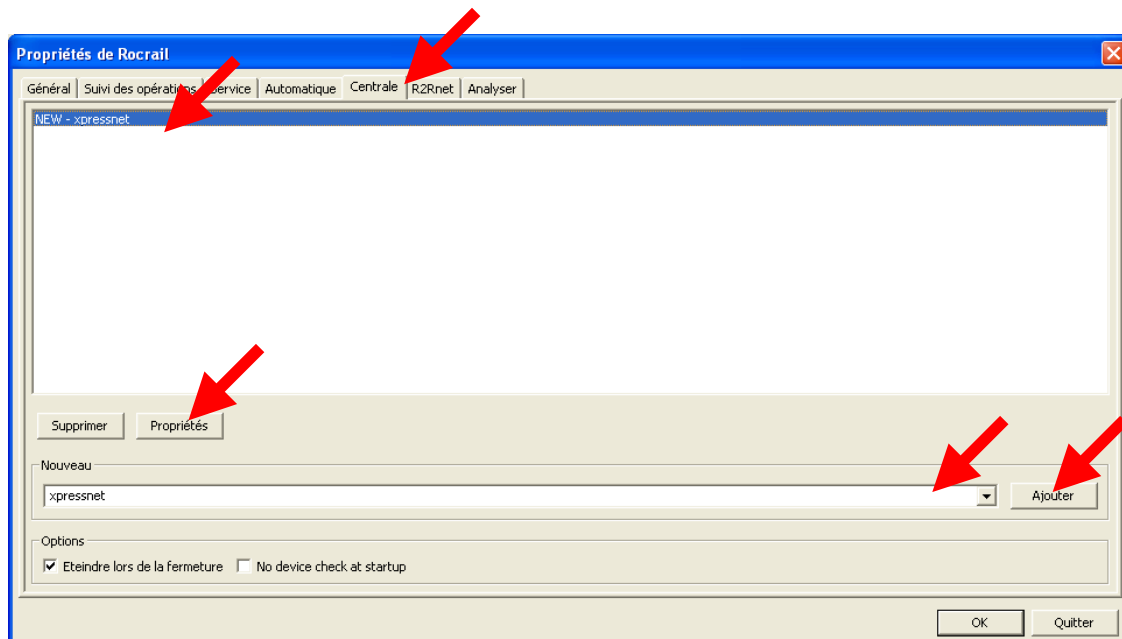 Propriétés de Rocrail
Général Suivi des opérations Service Automatique Centrale R2Rnet Analyser
NEW - xpressnet
Supprimer Propriétés
Nouveau
xpressnet Ajouter
Options
Eteindre lors de la fermeture No device check at startup
OK Quitter